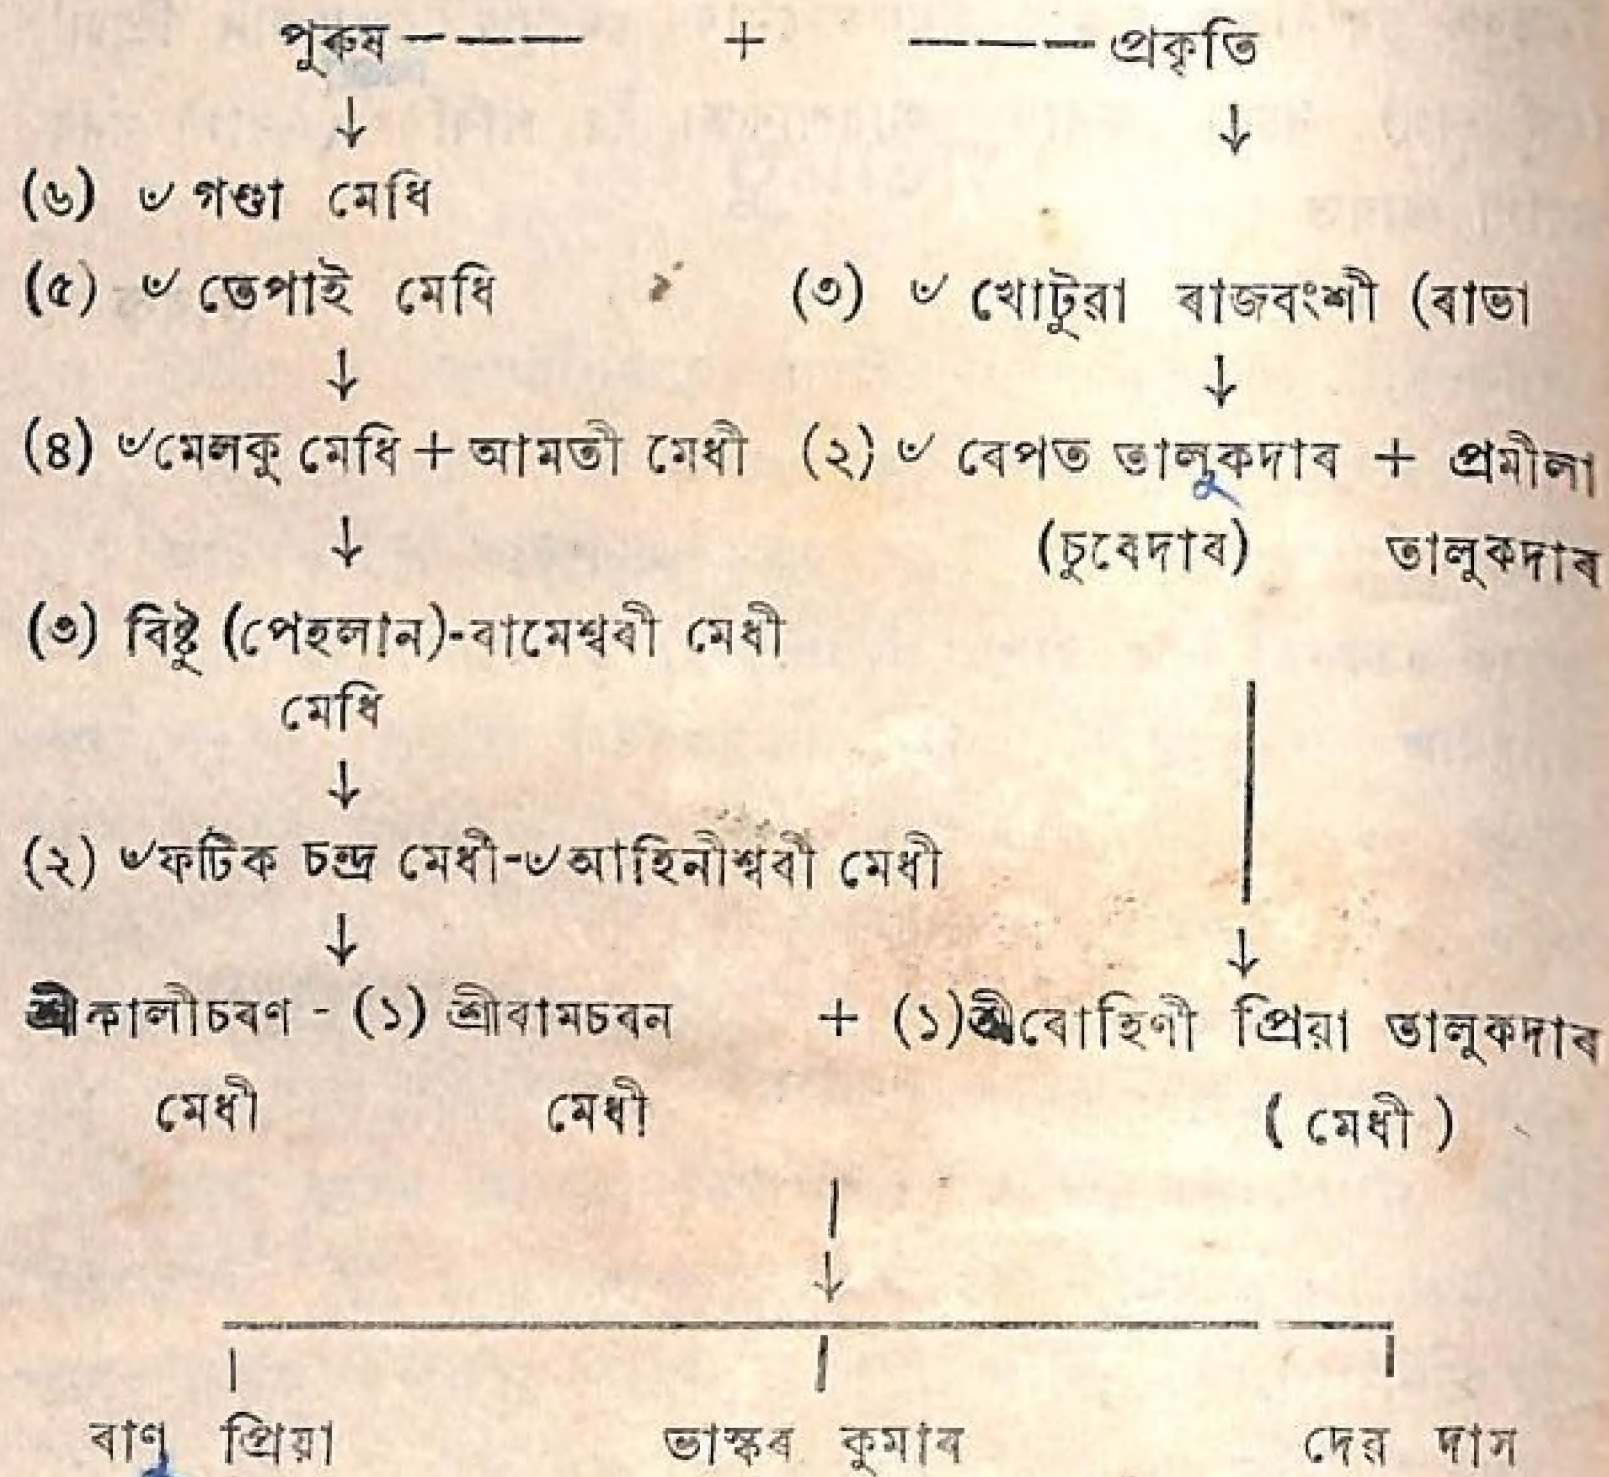 পুৰুষ ---- + ---- প্ৰকৃতি
↓ ↓
(৬) ৺ গণ্ডা মেধি
(৫) ৺ ভেপাই মেধি (৩) ৺ খোটুৱা ৰাজবংশী (ৰাভা
↓ ↓
(৪) ৺মেলকু মেধি + আমতী মেধী (২) ৺ ৰেপত তালুকদাৰ + প্ৰমীলা
↓ (চুবেদাৰ) তালুকদাৰ
(৩) বিষ্টু (পেহলান)-ৰামেশ্বৰী মেধী
মেধি
↓
(২) ৺ফটিক চন্দ্ৰ মেধী-৺আহিনীশ্বৰী মেধী
↓ ↓
শ্ৰীকালীচৰণ - (১) শ্ৰীৰামচৰন + (১)শ্ৰীৰোহিণী প্ৰিয়া তালুকদাৰ
মেধী মেধী (মেধী)
↓
ৰাণু প্ৰিয়া ভাস্কৰ কুমাৰ দেৱ দাস